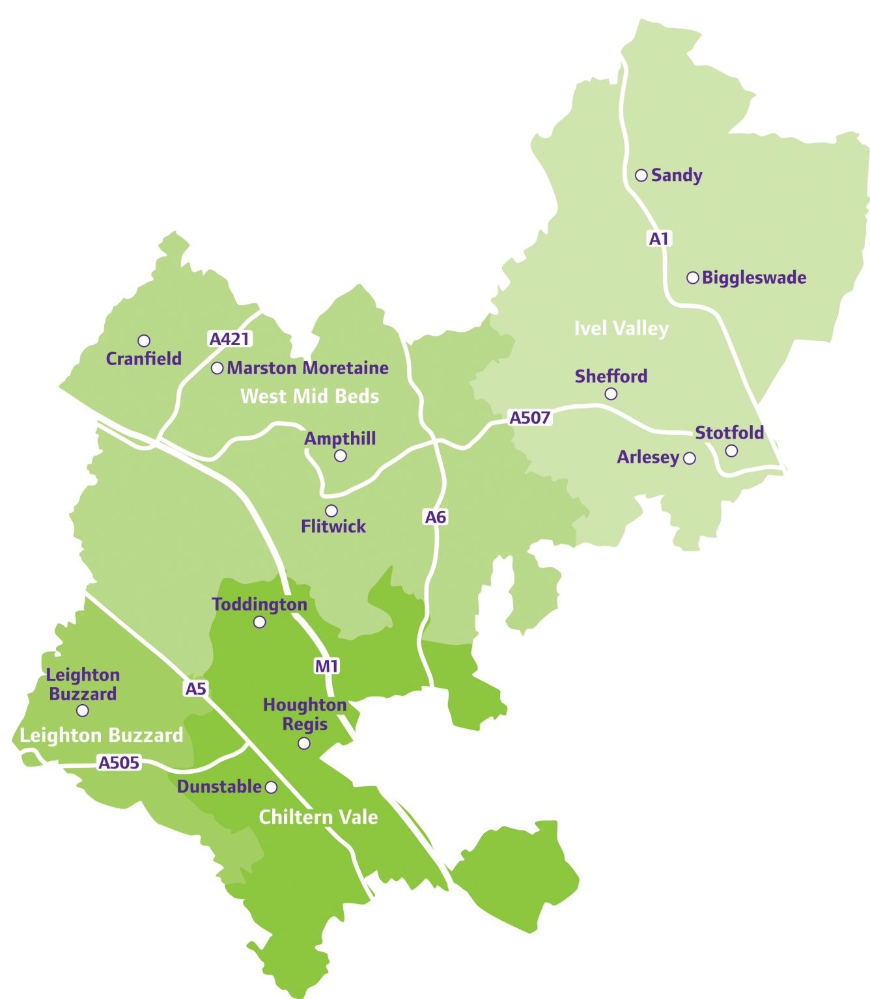 Sandy
A1
Biggleswade
Ivel Valley
A421
Cranfield
Marston Moretaine
Shefford
West Mid Beds
A507
Stotfold
Ampthill
Arlesey
Flitwick
A6
Toddington
M1
Leighton
Buzzard
A5
Houghton
Regis
Leighton Buzzard
A505
Dunstable
Chiltern Vale